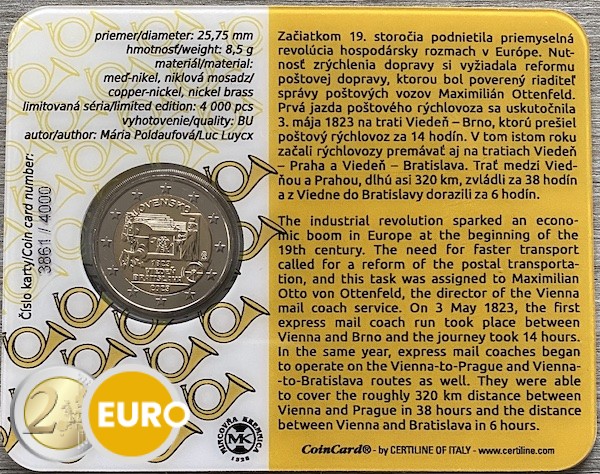 priemer/diameter: 25,75 mm
hmotnosť/weight: 8,5 g
materiál/material:
meď-nikel, niklová mosadz/
copper-nickel, nickel brass
limitovaná séria/limited edition: 4 000 pcs
vyhotovenie/quality: BU
autor/author: Mária Poldaufová/Luc Luycx
Číslo karty/Coin card number:
3861 / 4000
SLOVENSKO
Začiatkom 19. storočia podnietila priemyselná
revolúcia hospodársky rozmach v Európe. Nut-
nosť zrýchlenia dopravy si vyžiadala reformu
poštovej dopravy, ktorou bol poverený riaditeľ
správy poštových vozov Maximilián Ottenfeld.
Prvá jazda poštového rýchlovoza sa uskutočnila
3. mája 1823 na trati Viedeň – Brno, ktorú prešiel
poštový rýchlovoz za 14 hodín. V tom istom roku
začali rýchlovozy premávať aj na tratiach Viedeň
– Praha a Viedeň – Bratislava. Trať medzi Vied-
ňou a Prahou, dlhú asi 320 km, zvládli za 38 hodín
a z Viedne do Bratislavy dorazili za 6 hodín.
The industrial revolution sparked an econo-
mic boom in Europe at the beginning of the
19th century. The need for faster transport
called for a reform of the postal transporta-
tion, and this task was assigned to Maximilian
Otto von Ottenfeld, the director of the Vienna
mail coach service. On 3 May 1823, the first
express mail coach run took place between
Vienna and Brno and the journey took 14 hours.
In the same year, express mail coaches began
to operate on the Vienna-to-Prague and Vienna-
-to-Bratislava routes as well. They were able
to cover the roughly 320 km distance between
Vienna and Prague in 38 hours and the distance
between Vienna and Bratislava in 6 hours.
2 EURO
MINCOVŇA KREMNICA
MK
1328
CoinCard® - by CERTILINE OF ITALY - www.certiline.com